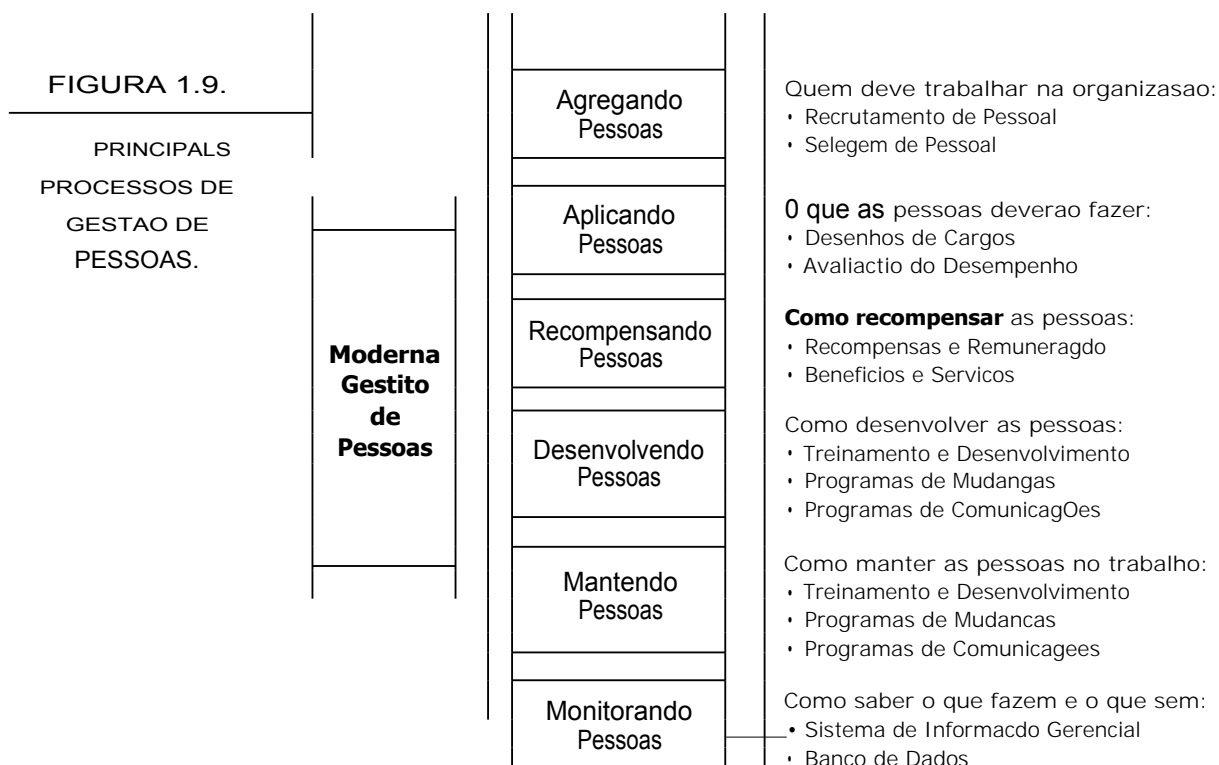 FIGURA 1.9.
PRINCIPALS
PROCESSOS DE
GESTAO DE
PESSOAS.
Moderna
Gestito
de
Pessoas
Agregando
Pessoas
Quem deve trabalhar na organizasao:
• Recrutamento de Pessoal
• Selegem de Pessoal
Aplicando
Pessoas
0 que as pessoas deverao fazer:
• Desenhos de Cargos
• Avaliactio do Desempenho
Recompensando
Pessoas
Como recompensar as pessoas:
• Recompensas e Remuneragdo
• Beneficios e Servicos
Desenvolvendo
Pessoas
Como desenvolver as pessoas:
• Treinamento e Desenvolvimento
• Programas de Mudangas
• Programas de ComunicagOes
Mantendo
Pessoas
Como manter as pessoas no trabalho:
• Treinamento e Desenvolvimento
• Programas de Mudancas
• Programas de Comunicagees
Monitorando
Pessoas
Como saber o que fazem e o que sem:
• Sistema de Informacdo Gerencial
• Banco de Dados